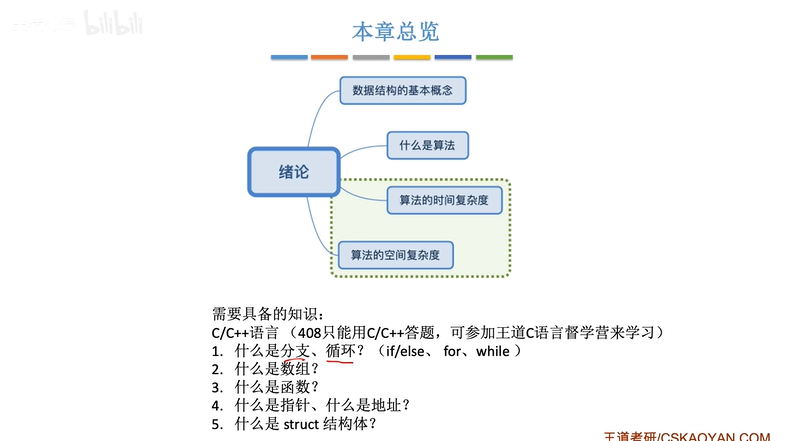 bilibili
本章总览
数据结构的基本概念
什么是算法
绪论
算法的时间复杂度
算法的空间复杂度
需要具备的知识：
C/C++语言 （408只能用C/C++答题，可参加王道C语言督学营来学习）
1. 什么是分支、循环？（if/else、 for、while ）
2. 什么是数组？
3. 什么是函数？
4. 什么是指针、什么是地址？
5. 什么是 struct 结构体？
王道考研/CSKAOYAN.COM